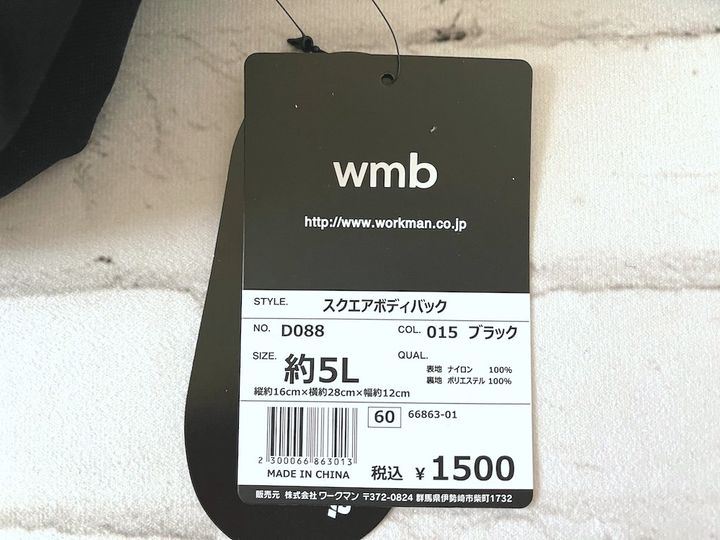 wmb
http://www.workman.co.jp
STYLE. スクエアボディバック
NO. D088 COL. 015 ブラック
SIZE. 約5L QUAL. 表地 ナイロン 100%
裏地 ポリエステル 100%
縦約16cm×横約28cm×幅約12cm
60 66863-01
2 300066 863013
MADE IN CHINA 税込 ¥1500
販売元 株式会社 ワークマン 〒372-0824 群馬県伊勢崎市柴町1732